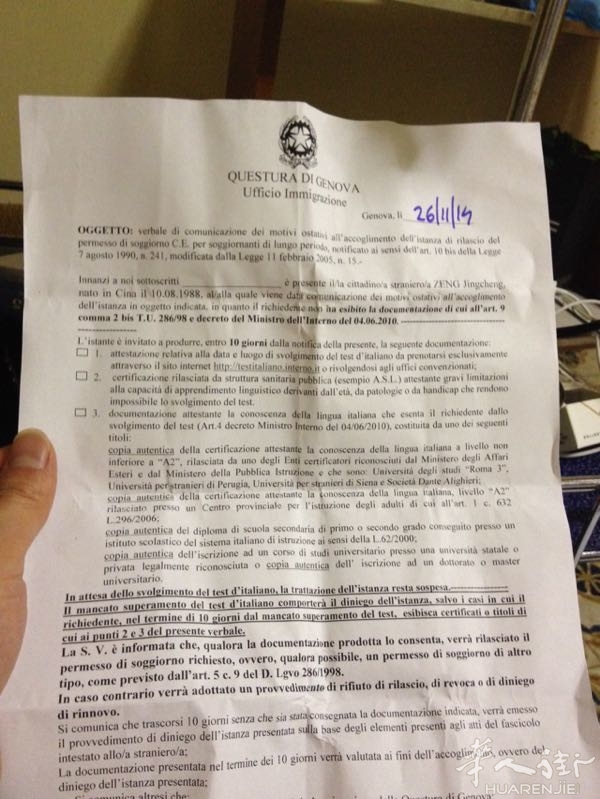 QUESTURA DI GENOVA
Ufficio Immigrazione
Genova, lì 26/11/14
OGGETTO: verbale di comunicazione dei motivi ostativi all'accoglimento dell'istanza di rilascio del
permesso di soggiorno C.E. per soggiornanti di lungo periodo, notificato ai sensi dell'art. 10 bis della Legge
7 agosto 1990, n. 241, modificata dalla Legge 11 febbraio 2005, n. 15.-
Innanzi a noi sottoscritti ____________________ è presente il/la cittadino/a straniero/a ZENG Jingcheng,
nato in Cina il 10.08.1988, al/alla quale viene data comunicazione dei motivi ostativi all'accoglimento
dell'istanza in oggetto indicata, in quanto il richiedente non ha esibito la documentazione di cui all'art. 9
comma 2 bis T.U. 286/98 e decreto del Ministro dell'Interno del 04.06.2010.
L'istante è invitato a produrre, entro 10 giorni dalla notifica della presente, la seguente documentazione:
1. attestazione relativa alla data e luogo di svolgimento del test d'italiano da prenotarsi esclusivamente
attraverso il sito internet http://testitaliano.interno.it o rivolgendosi agli uffici convenzionati;
2. certificazione rilasciata da struttura sanitaria pubblica (esempio A.S.L.) attestante gravi limitazioni
alla capacità di apprendimento linguistico derivanti dall'età, da patologie o da handicap che rendono
impossibile lo svolgimento del test.
3. documentazione attestante la conoscenza della lingua italiana che esenta il richiedente dallo
svolgimento del test (Art.4 decreto Ministro Interno del 04/06/2010), costituita da uno dei seguenti
titoli:
copia autentica della certificazione attestante la conoscenza della lingua italiana a livello non
inferiore a "A2", rilasciata da uno degli Enti certificatori riconosciuti dal Ministero degli Affari
Esteri e dal Ministero della Pubblica Istruzione e che sono: Università degli studi "Roma 3",
Università per stranieri di Perugia, Università per stranieri di Siena e Società Dante Alighieri;
copia autentica della certificazione attestante la conoscenza della lingua italiana, livello "A2"
rilasciato presso un Centro provinciale per l'istruzione degli adulti di cui all'art. 1 c. 632
L.296/2006;
copia autentica del diploma di scuola secondaria di primo o secondo grado conseguito presso un
istituto scolastico del sistema italiano di istruzione ai sensi della L.62/2000;
copia autentica dell'iscrizione ad un corso di studi universitario presso una università statale o
privata legalmente riconosciuta o copia autentica dell' iscrizione ad un dottorato o master
universitario.
In attesa dello svolgimento del test d'italiano, la trattazione dell'istanza resta sospesa.
Il mancato superamento del test d'italiano comporterà il diniego dell'istanza, salvo i casi in cui il
richiedente, nel termine di 10 giorni dal mancato superamento del test, esibisca certificati o titoli di
cui ai punti 2 e 3 del presente verbale.
La S. V. è informata che, qualora la documentazione prodotta lo consenta, verrà rilasciato il
permesso di soggiorno richiesto, ovvero, qualora possibile, un permesso di soggiorno di altro
tipo, come previsto dall'art. 5 c. 9 del D. Lgvo 286/1998.
In caso contrario verrà adottato un provvedimento di rifiuto di rilascio, di revoca o di diniego
di rinnovo.
Si comunica che trascorsi 10 giorni senza che sia stata consegnata la documentazione indicata, verrà emesso
il provvedimento di diniego dell'istanza presentata sulla base degli elementi presenti agli atti del fascicolo
intestato allo/a straniero/a;
La documentazione presentata nel termine dei 10 giorni verrà valutata ai fini dell'accoglimento, ovvero del
diniego dell'istanza presentata;
Si comunica altresì che:
华人街
HUARENJIE